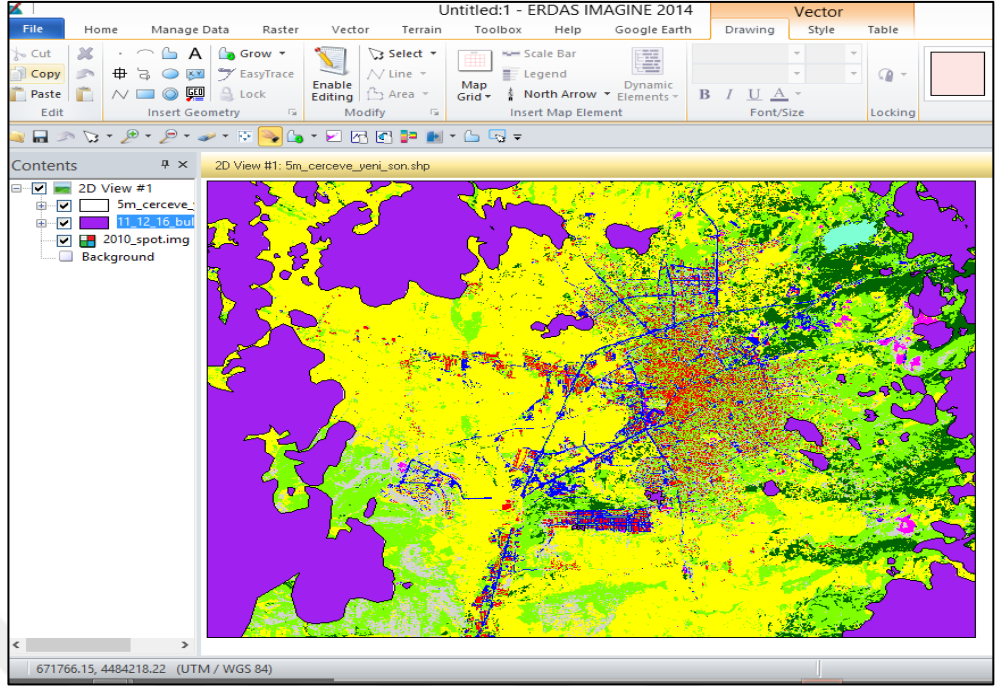 Untitled:1 - ERDAS IMAGINE 2014
Vector
File Home Manage Data Raster Vector Terrain Toolbox Help Google Earth Drawing Style Table
Cut
Copy
Paste
Edit
A
GEO
Grow
EasyTrace
Lock
Insert Geometry
Enable
Editing
Select
Line
Area
Modify
Map
Grid
Scale Bar
Legend
North Arrow
Dynamic
Elements
Insert Map Element
B I U A
Font/Size
Locking
Contents
2D View #1: 5m_cerceve_yeni_son.shp
2D View #1
5m_cerceve_
11_12_16_bul
2010_spot.img
Background
671766.15, 4484218.22 (UTM / WGS 84)